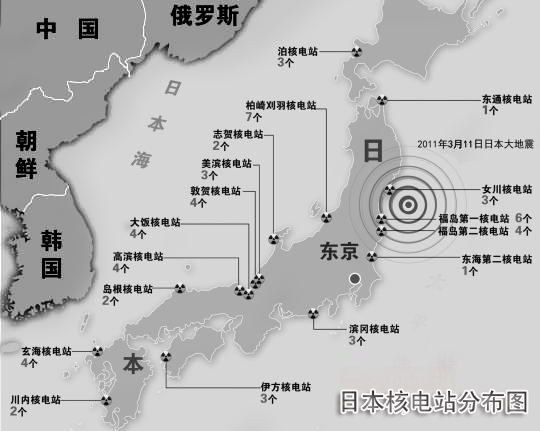 中 国
俄罗斯
朝鲜
韩国
日本海
日
本
东京
泊核电站
3个
柏崎刈羽核电站
7个
志贺核电站
2个
美滨核电站
3个
敦贺核电站
4个
大饭核电站
4个
高滨核电站
4个
岛根核电站
2个
玄海核电站
4个
川内核电站
2个
东通核电站
1个
2011年3月11日日本大地震
女川核电站
3个
福岛第一核电站 6个
福岛第二核电站 4个
东海第二核电站
1个
滨冈核电站
3个
伊方核电站
3个
日本核电站分布图